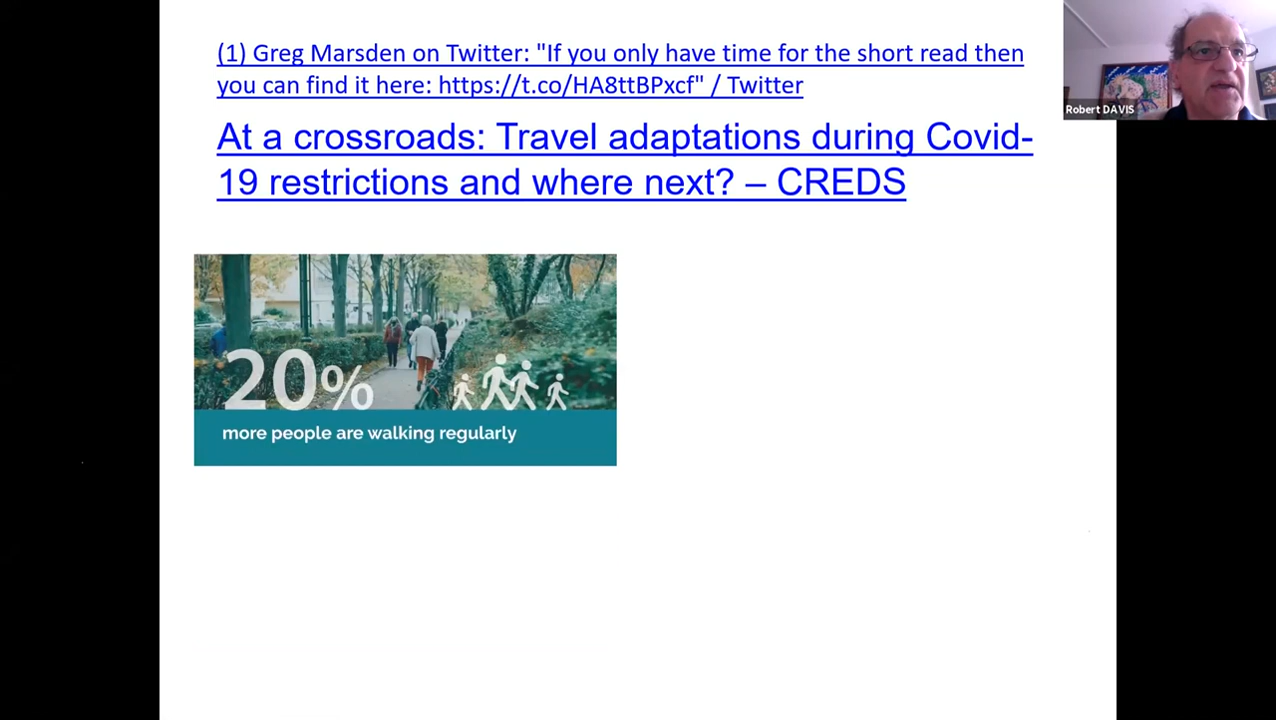 (1) Greg Marsden on Twitter: "If you only have time for the short read then
you can find it here: https://t.co/HA8ttBPxcf" / Twitter
At a crossroads: Travel adaptations during Covid-
19 restrictions and where next? – CREDS
Robert DAVIS
20%
more people are walking regularly